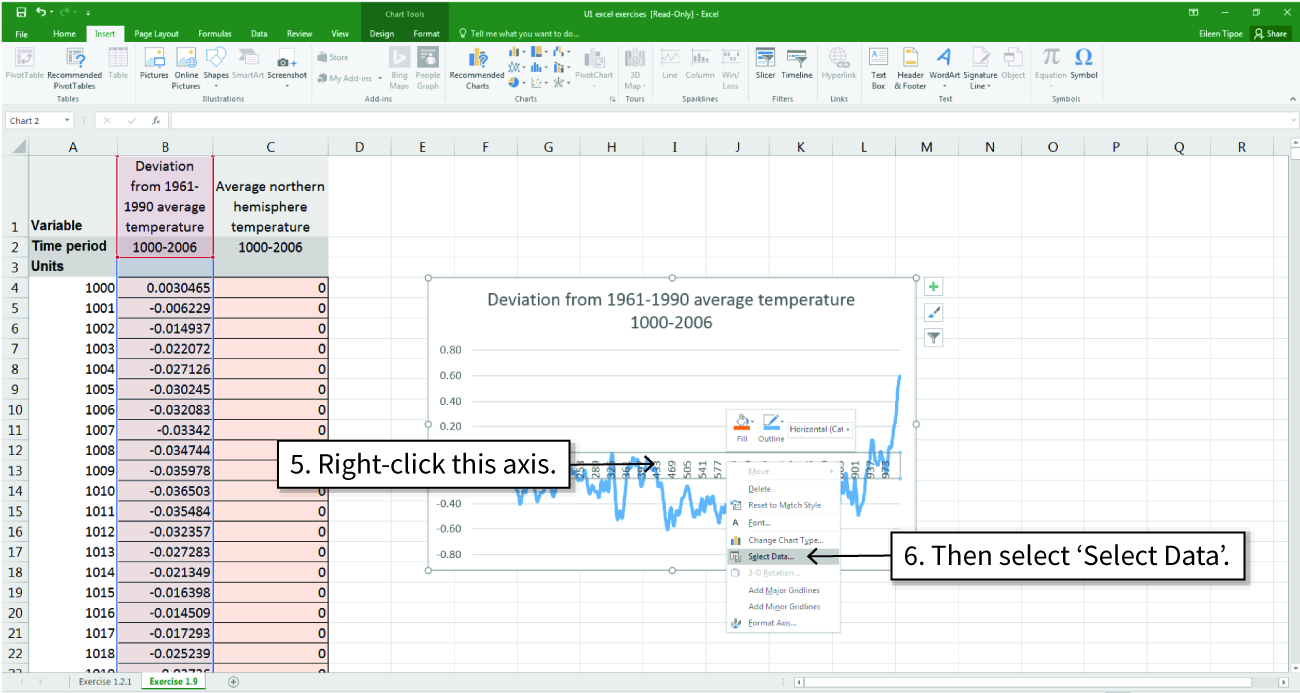 Chart Tools
U1 excel exercises [Read-Only] - Excel
File Home Insert Page Layout Formulas Data Review View Design Format Tell me what you want to do...
Eileen Tipoe Share
PivotTable Recommended PivotTables Table
Tables
Pictures Online Pictures Shapes SmartArt Screenshot
Illustrations
Store
My Add-ins
Bing Maps People Graph
Add-ins
Recommended Charts
PivotChart
Charts
3D Map
Tours
Line Column Win/ Loss
Sparklines
Slicer Timeline
Filters
Hyperlink
Links
Text Box Header & Footer WordArt Signature Line Object
Text
Equation Symbol
Symbols
Chart 2
fx
A B C D E F G H I J K L M N O P Q R
Deviation
from 1961-
1990 average
temperature
Average northern
hemisphere
temperature
1 Variable
2 Time period 1000-2006 1000-2006
3 Units
4 1000 0.0030465 0
5 1001 -0.006229 0
6 1002 -0.014937 0
7 1003 -0.022072 0
8 1004 -0.027126 0
9 1005 -0.030245 0
10 1006 -0.032083 0
11 1007 -0.03342 0
12 1008 -0.034744 0
13 1009 -0.035978 0
14 1010 -0.036503 0
15 1011 -0.035484 0
16 1012 -0.032357 0
17 1013 -0.027283 0
18 1014 -0.021349 0
19 1015 -0.016398 0
20 1016 -0.014509 0
21 1017 -0.017293 0
22 1018 -0.025239 0
Deviation from 1961-1990 average temperature
1000-2006
0.80
0.60
0.40
0.20
-0.40
-0.60
-0.80
289
469 505 541 577
901 937 973
Fill Outline Horizontal (Cat
Move
Delete
Reset to Match Style
Font...
Change Chart Type...
Select Data...
3-D Rotation...
Add Major Gridlines
Add Minor Gridlines
Format Axis...
5. Right-click this axis.
6. Then select ‘Select Data’.
Exercise 1.2.1 Exercise 1.9